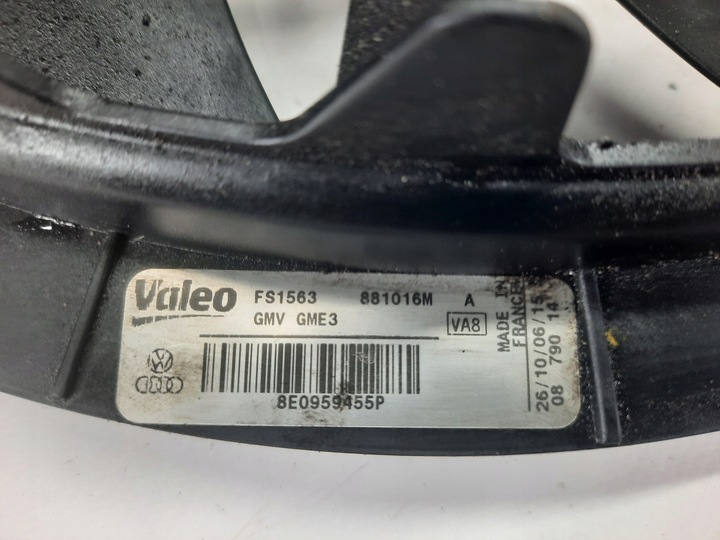 Valeo FS1563 881016M A
GMV GME3 VA8
8E0959455P
MADE IN
FRANCE
26/10/06/15
08 790 14